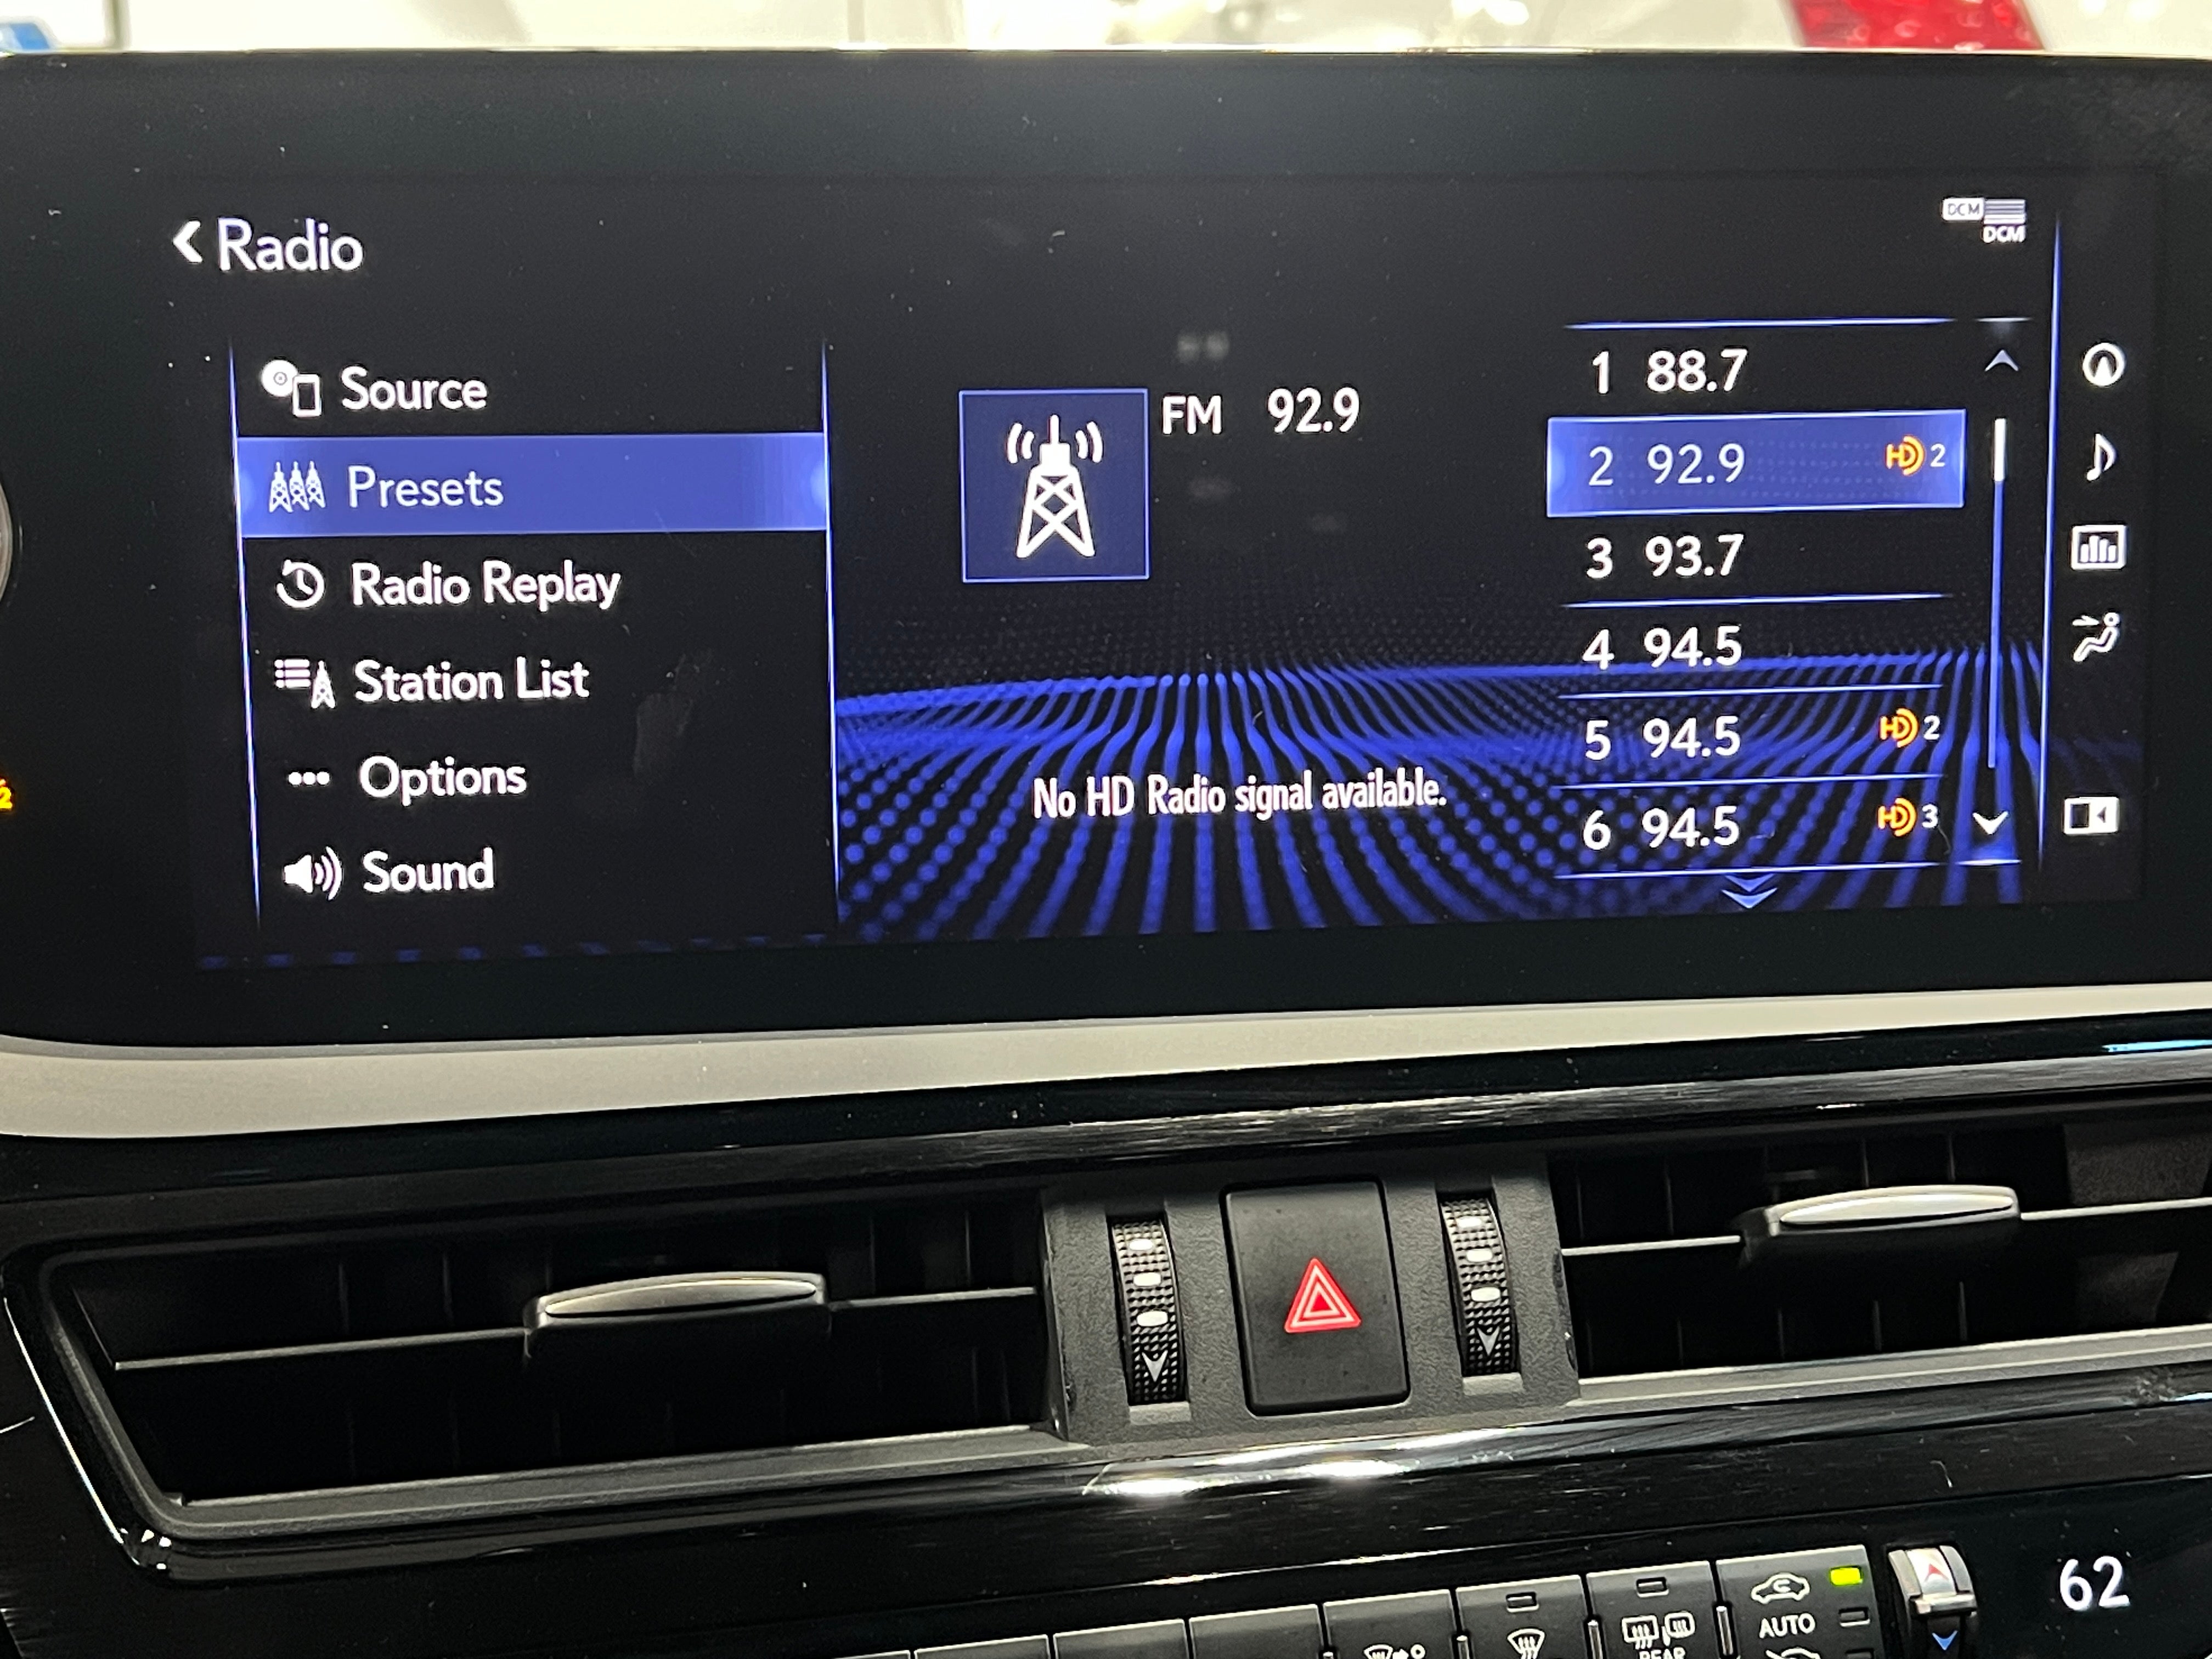 Radio
DCM
DCM
Source
Presets
Radio Replay
Station List
Options
Sound
FM 92.9
No HD Radio signal available.
1 88.7
2 92.9 HD 2
3 93.7
4 94.5
5 94.5 HD 2
6 94.5 HD 3
2
62
AUTO
REAR